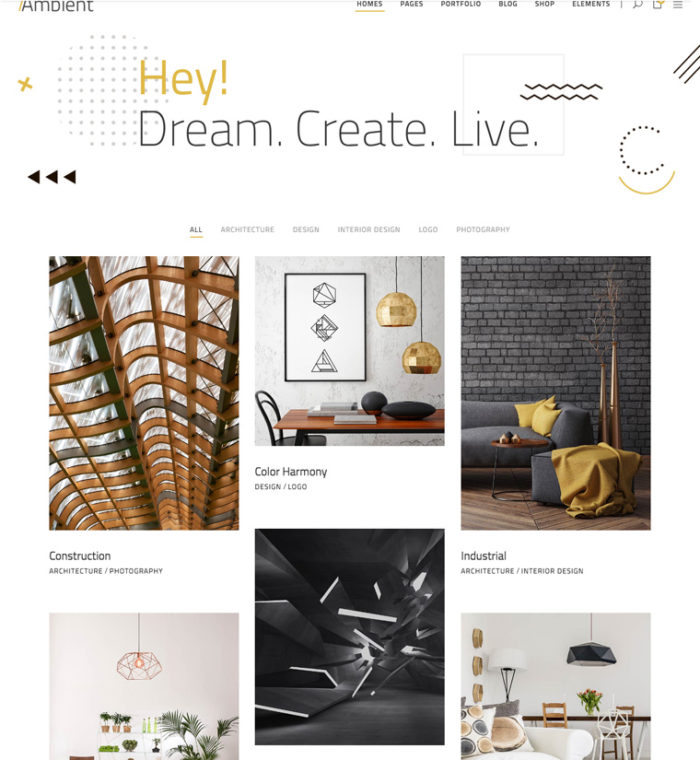 /Ambient
HOMES PAGES PORTFOLIO BLOG SHOP ELEMENTS
Hey!
Dream. Create. Live.
ALL ARCHITECTURE DESIGN INTERIOR DESIGN LOGO PHOTOGRAPHY
Color Harmony
DESIGN / LOGO
Construction
ARCHITECTURE / PHOTOGRAPHY
Industrial
ARCHITECTURE / INTERIOR DESIGN